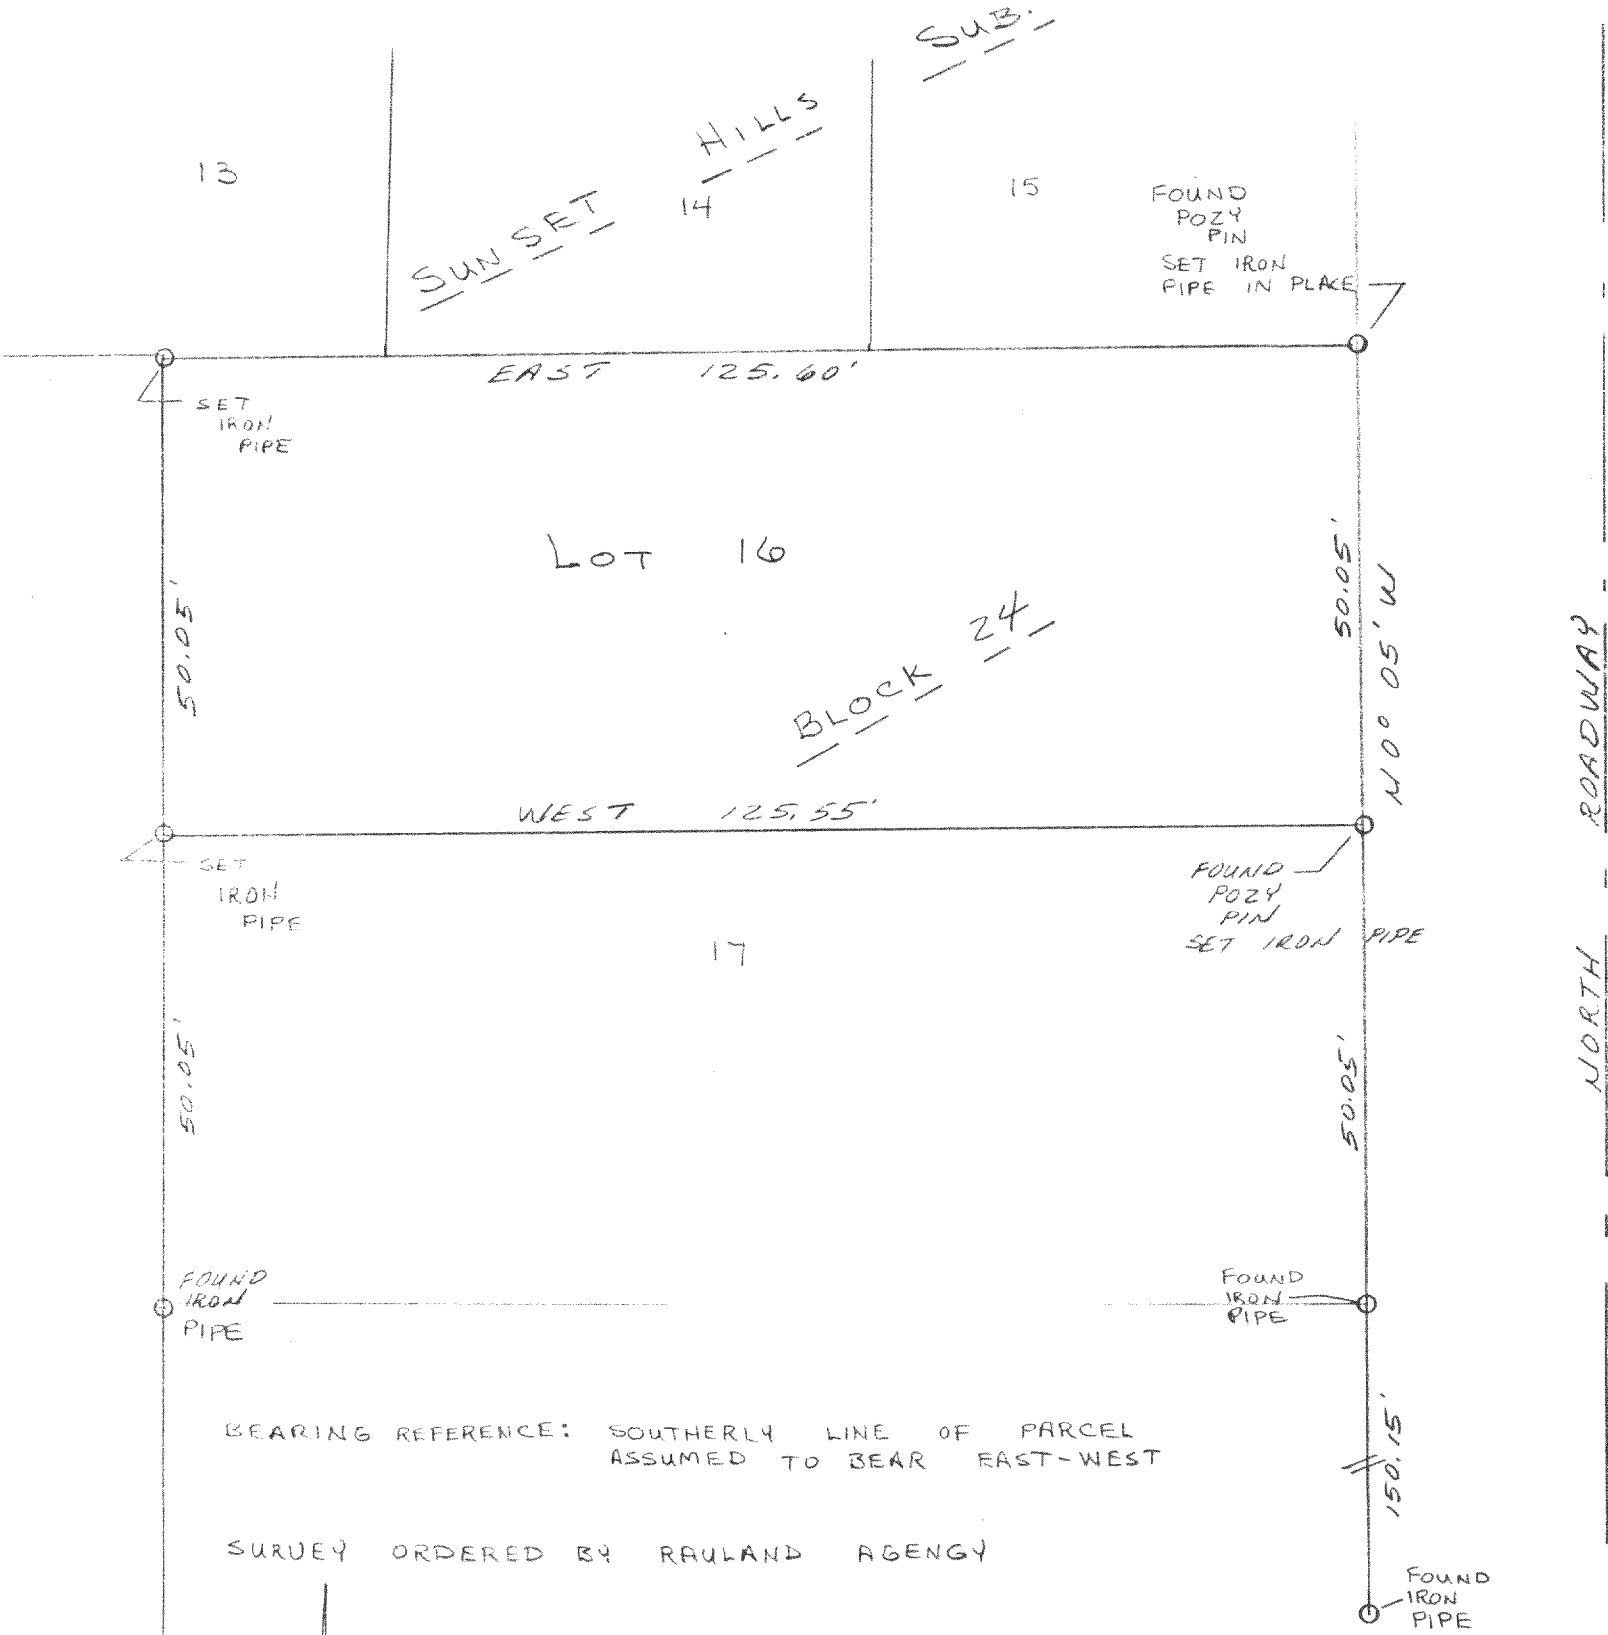 SUNSET HILLS SUB.
13
14
15
FOUND
POZY
PIN
SET IRON
PIPE IN PLACE
EAST 125.60'
SET
IRON
PIPE
LOT 16
50.05'
50.05'
N 0° 05' W
BLOCK 24
NORTH ROADWAY
WEST 125.55'
SET
IRON
PIPE
FOUND
POZY
PIN
SET IRON PIPE
17
50.05'
50.05'
FOUND
IRON
PIPE
FOUND
IRON
PIPE
BEARING REFERENCE: SOUTHERLY LINE OF PARCEL
ASSUMED TO BEAR EAST-WEST
150.15'
SURVEY ORDERED BY RAULAND AGENGY
FOUND
IRON
PIPE